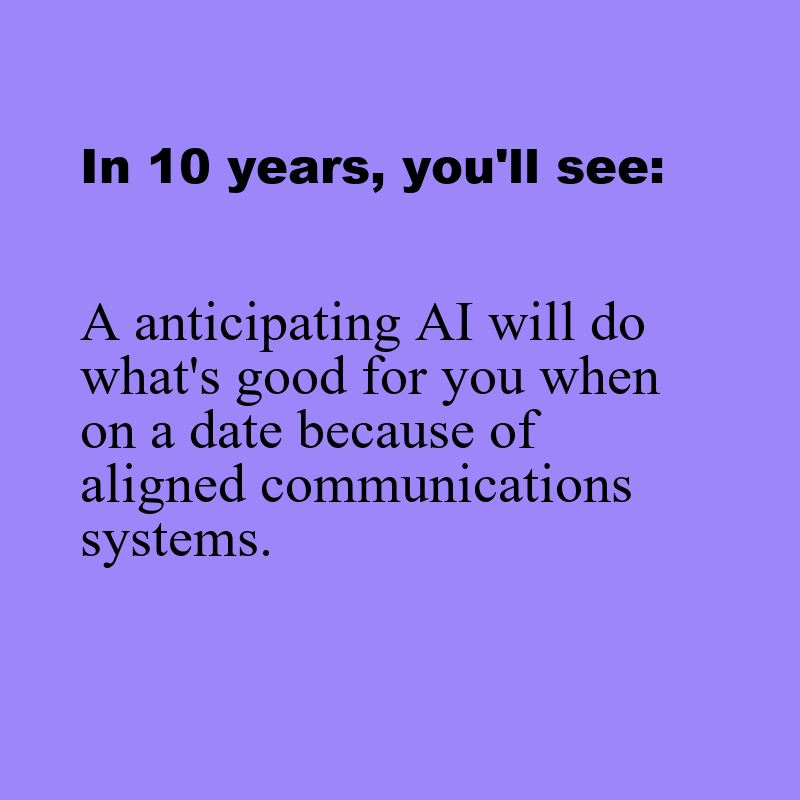 In 10 years, you'll see:
A anticipating AI will do
what's good for you when
on a date because of
aligned communications
systems.